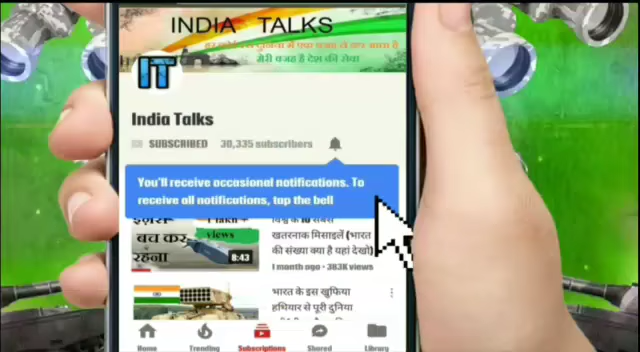 INDIA TALKS
मेरी वजह है देश की सेवा
IT
India Talks
SUBSCRIBED 30,335 subscribers
You'll receive occasional notifications. To
receive all notifications, tap the bell
views
बच कर
रहना
8:43
विश्व के 10 सबसे
खतरनाक मिसाइलें (भारत
की संख्या क्या है यहां देखो)
1 month ago · 383K views
भारत के इस खुफिया
हथियार से पूरी दुनिया
Home Trending Subscriptions Shared Library